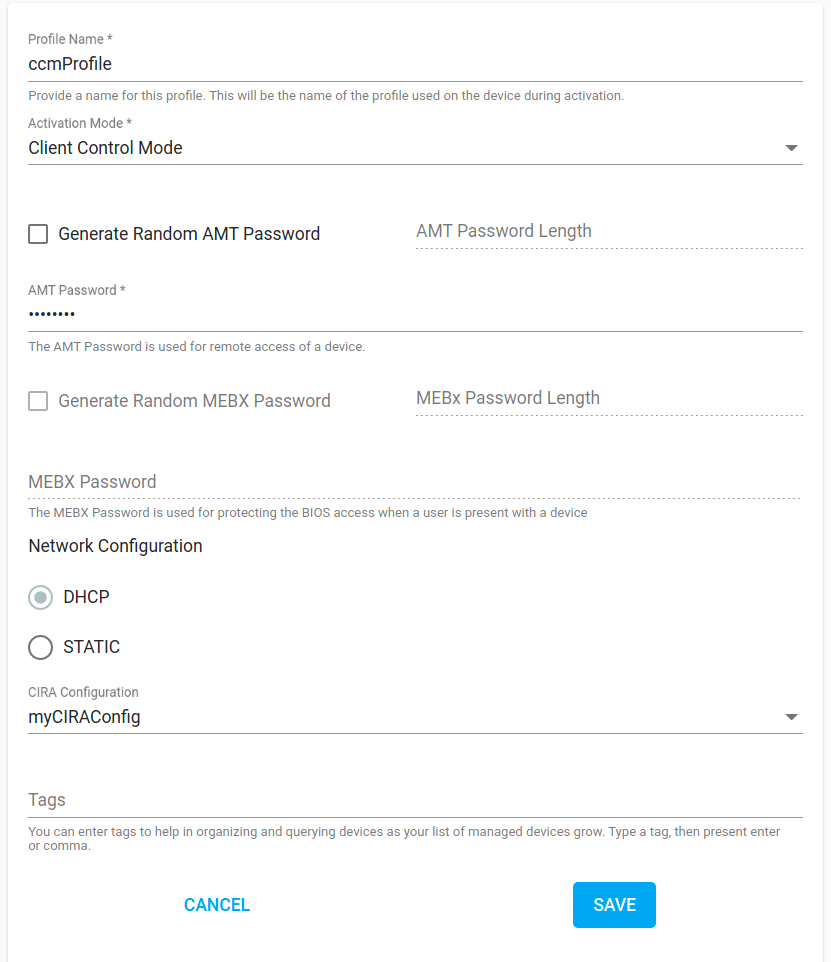 Profile Name *
ccmProfile
Provide a name for this profile. This will be the name of the profile used on the device during activation.
Activation Mode *
Client Control Mode
Generate Random AMT Password
AMT Password Length
AMT Password *
••••••••
The AMT Password is used for remote access of a device.
Generate Random MEBX Password
MEBx Password Length
MEBX Password
The MEBX Password is used for protecting the BIOS access when a user is present with a device
Network Configuration
DHCP
STATIC
CIRA Configuration
myCIRAConfig
Tags
You can enter tags to help in organizing and querying devices as your list of managed devices grow. Type a tag, then present enter
or comma.
CANCEL
SAVE